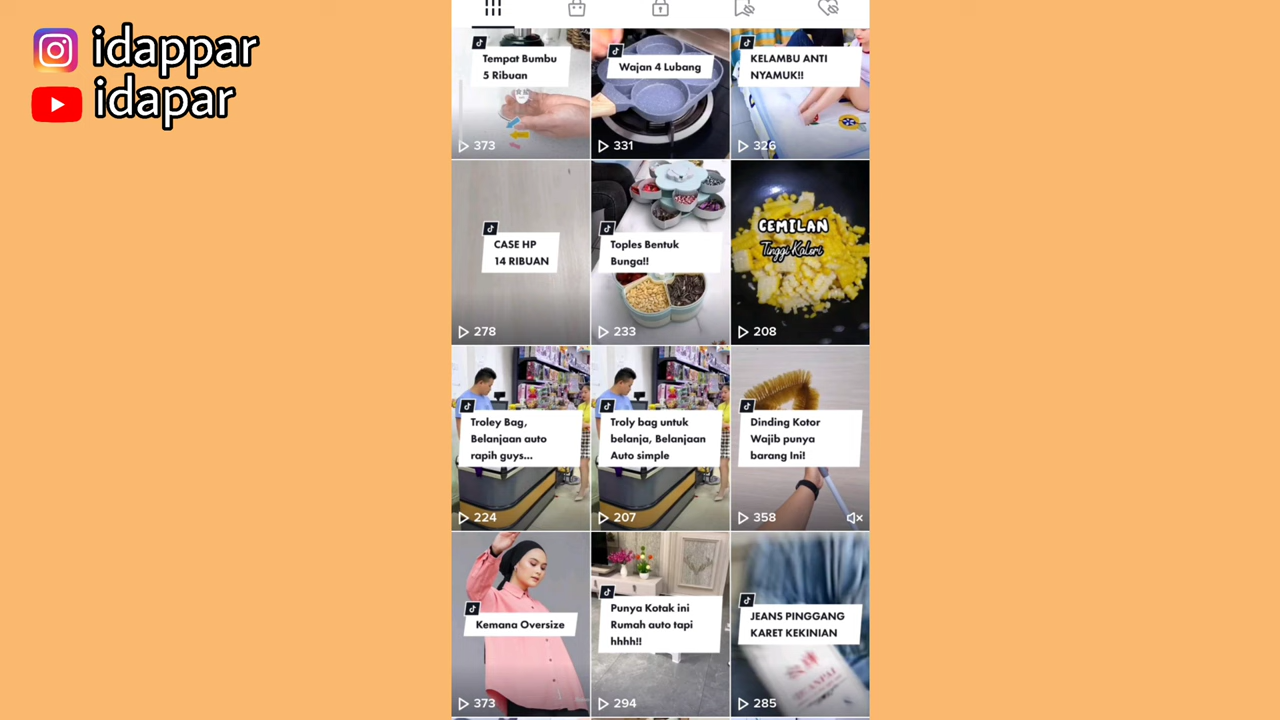 idappar
idapar
Tempat Bumbu
5 Ribuan
373
Wajan 4 Lubang
331
KELAMBU ANTI
NYAMUK!!
326
CASE HP
14 RIBUAN
278
Toples Bentuk
Bunga!!
233
CEMILAN
Tinggi Kalori
208
Troley Bag,
Belanjaan auto
rapih guys...
224
Troly bag untuk
belanja, Belanjaan
Auto simple
207
Dinding Kotor
Wajib punya
barang Ini!
358
Kemana Oversize
373
Punya Kotak ini
Rumah auto tapi
hhhh!!
294
JEANS PINGGANG
KARET KEKINIAN
285